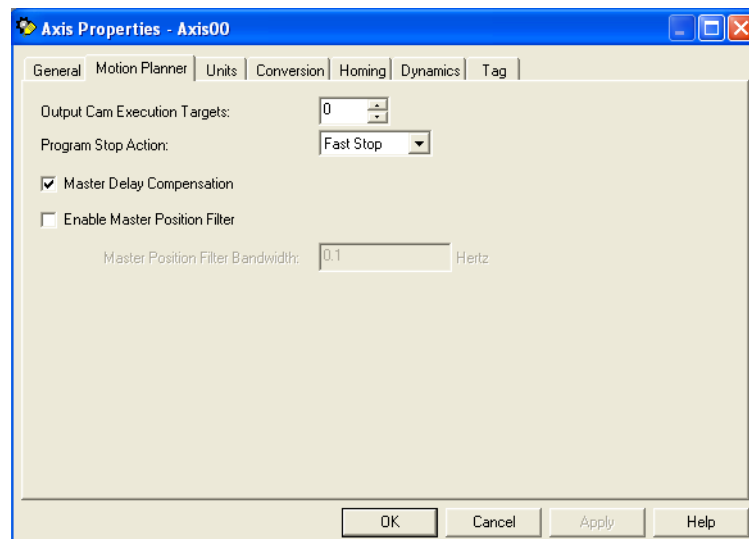 Axis Properties - Axis00
General Motion Planner Units Conversion Homing Dynamics Tag
Output Cam Execution Targets: 0
Program Stop Action: Fast Stop
Master Delay Compensation
Enable Master Position Filter
Master Position Filter Bandwidth: 0.1 Hertz
OK Cancel Apply Help